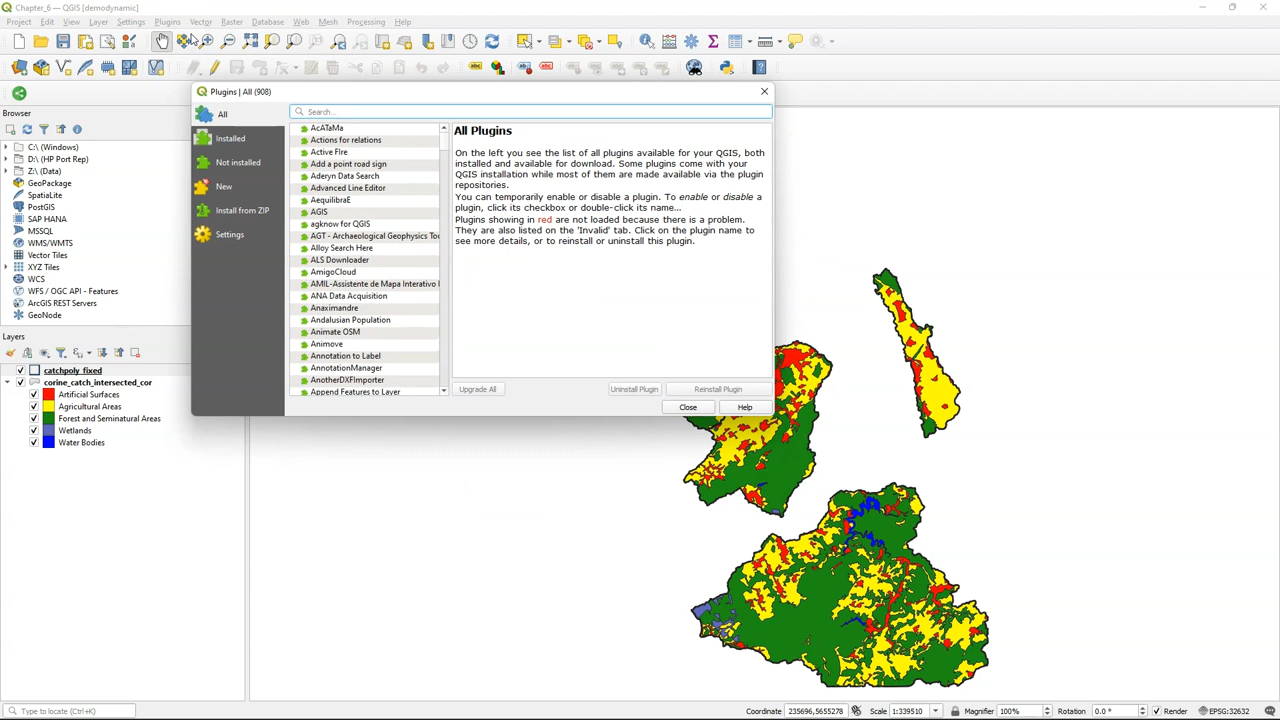 Chapter_6 — QGIS [demodynamic]
Project Edit View Layer Settings Plugins Vector Raster Database Web Mesh Processing Help
Plugins | All (908)
All
Installed
Not installed
New
Install from ZIP
Settings
Search...
AcATaMa
Actions for relations
Active FIre
Add a point road sign
Aderyn Data Search
Advanced Line Editor
AequilibraE
AGIS
agknow for QGIS
AGT - Archaeological Geophysics Too
Alloy Search Here
ALS Downloader
AmigoCloud
AMIL-Assistente de Mapa Interativo
ANA Data Acquisition
Anaximandre
Andalusian Population
Animate OSM
Animove
Annotation to Label
AnnotationManager
AnotherDXFImporter
Append Features to Layer
All Plugins
On the left you see the list of all plugins available for your QGIS, both
installed and available for download. Some plugins come with your
QGIS installation while most of them are made available via the plugin
repositories.
You can temporarily enable or disable a plugin. To enable or disable a
plugin, click its checkbox or double-click its name...
Plugins showing in red are not loaded because there is a problem.
They are also listed on the 'Invalid' tab. Click on the plugin name to
see more details, or to reinstall or uninstall this plugin.
Upgrade All
Uninstall Plugin
Reinstall Plugin
Close
Help
Browser
C:\ (Windows)
D:\ (HP Port Rep)
Z:\ (Data)
GeoPackage
SpatiaLite
PostGIS
SAP HANA
MSSQL
WMS/WMTS
Vector Tiles
XYZ Tiles
WCS
WFS / OGC API - Features
ArcGIS REST Servers
GeoNode
Layers
catchpoly_fixed
corine_catch_intersected_cor
Artificial Surfaces
Agricultural Areas
Forest and Seminatural Areas
Wetlands
Water Bodies
Type to locate (Ctrl+K)
Coordinate 235696,5655278 Scale 1:339510 Magnifier 100% Rotation 0.0 ° Render EPSG:32632